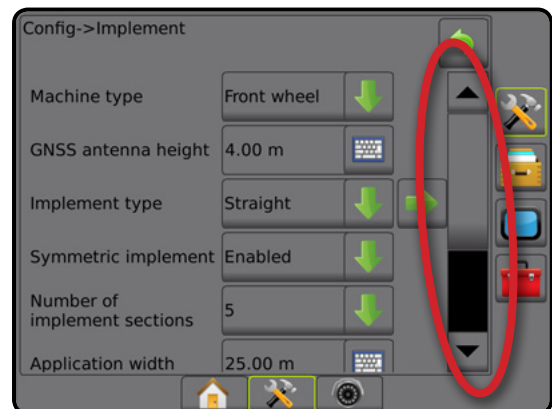 Config->Implement
Machine type Front wheel
GNSS antenna height 4.00 m
Implement type Straight
Symmetric implement Enabled
Number of
implement sections 5
Application width 25.00 m